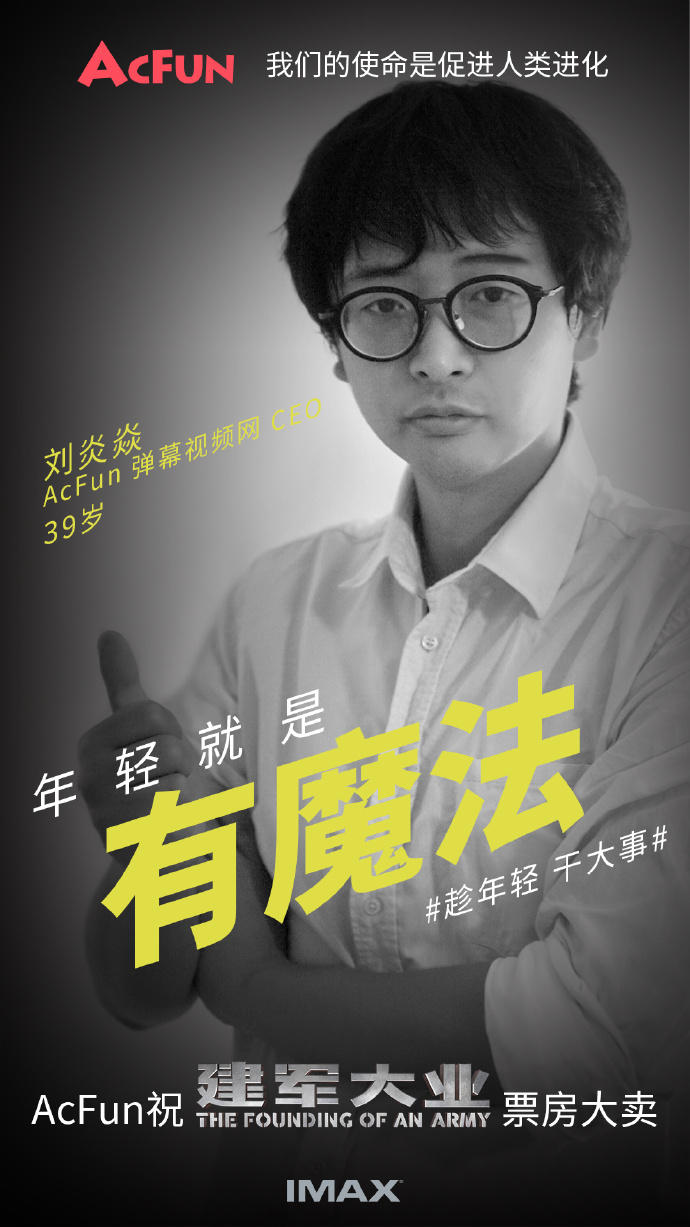 AcFun 我们的使命是促进人类进化
刘炎焱
AcFun 弹幕视频网 CEO
39岁
年轻就是
有魔法
#趁年轻 干大事#
AcFun祝 建军大业 票房大卖
THE FOUNDING OF AN ARMY
IMAX